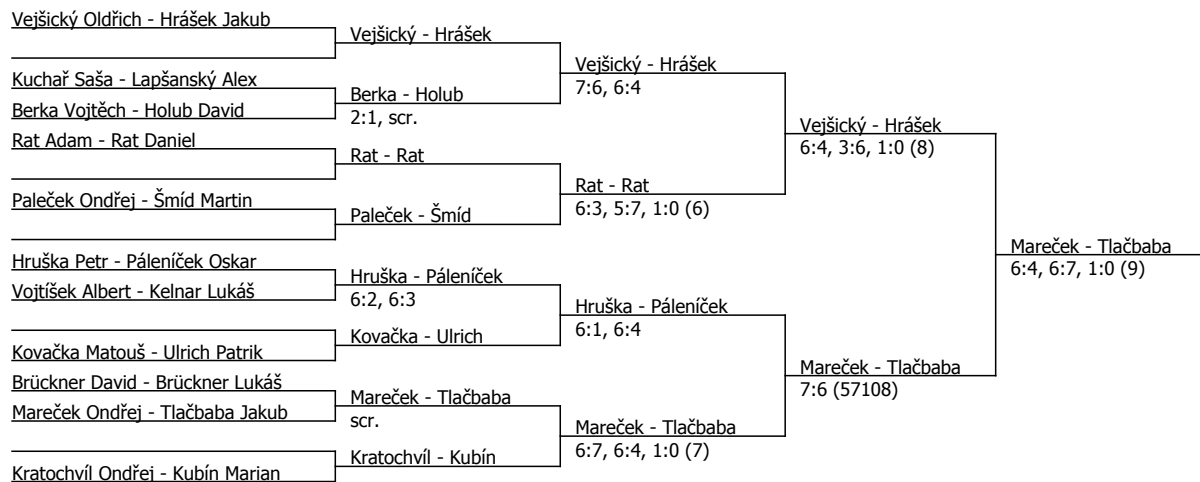 Vejšický Oldřich - Hrášek Jakub
Kuchař Saša - Lapšanský Alex
Berka Vojtěch - Holub David
Rat Adam - Rat Daniel
Paleček Ondřej - Šmíd Martin
Hruška Petr - Páleníček Oskar
Vojtíšek Albert - Kelnar Lukáš
Kovačka Matouš - Ulrich Patrik
Brückner David - Brückner Lukáš
Mareček Ondřej - Tlačbaba Jakub
Kratochvíl Ondřej - Kubín Marian
Vejšický - Hrášek
Berka - Holub
2:1, scr.
Rat - Rat
Paleček - Šmíd
Hruška - Páleníček
6:2, 6:3
Kovačka - Ulrich
Mareček - Tlačbaba
scr.
Kratochvíl - Kubín
Vejšický - Hrášek
7:6, 6:4
Rat - Rat
6:3, 5:7, 1:0 (6)
Hruška - Páleníček
6:1, 6:4
Mareček - Tlačbaba
6:7, 6:4, 1:0 (7)
Vejšický - Hrášek
6:4, 3:6, 1:0 (8)
Mareček - Tlačbaba
7:6 (57108)
Mareček - Tlačbaba
6:4, 6:7, 1:0 (9)